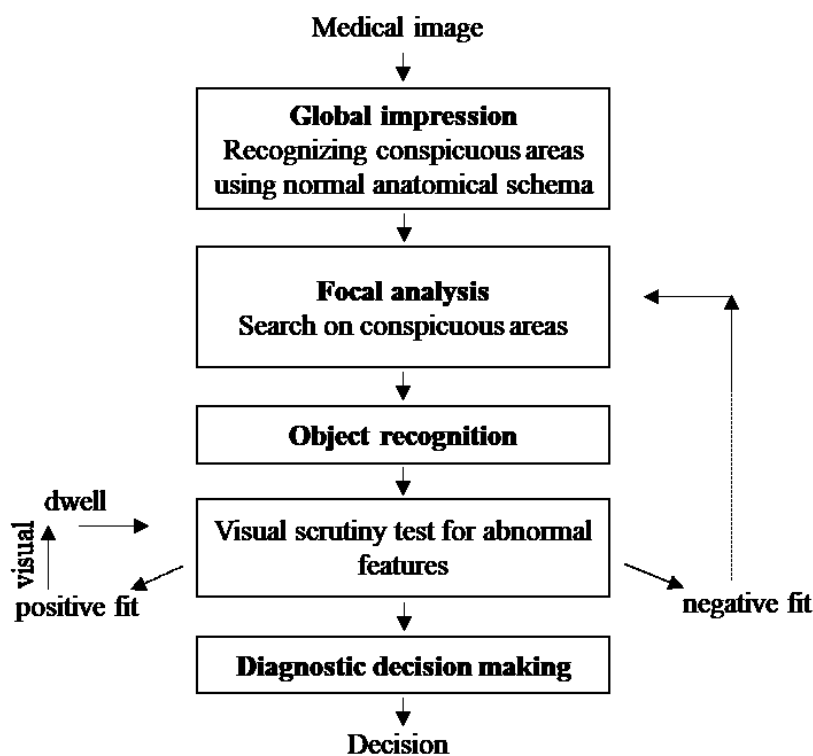 Medical image
Global impression
Recognizing conspicuous areas
using normal anatomical schema
Focal analysis
Search on conspicuous areas
Object recognition
dwell
visual
positive fit
Visual scrutiny test for abnormal
features
negative fit
Diagnostic decision making
Decision